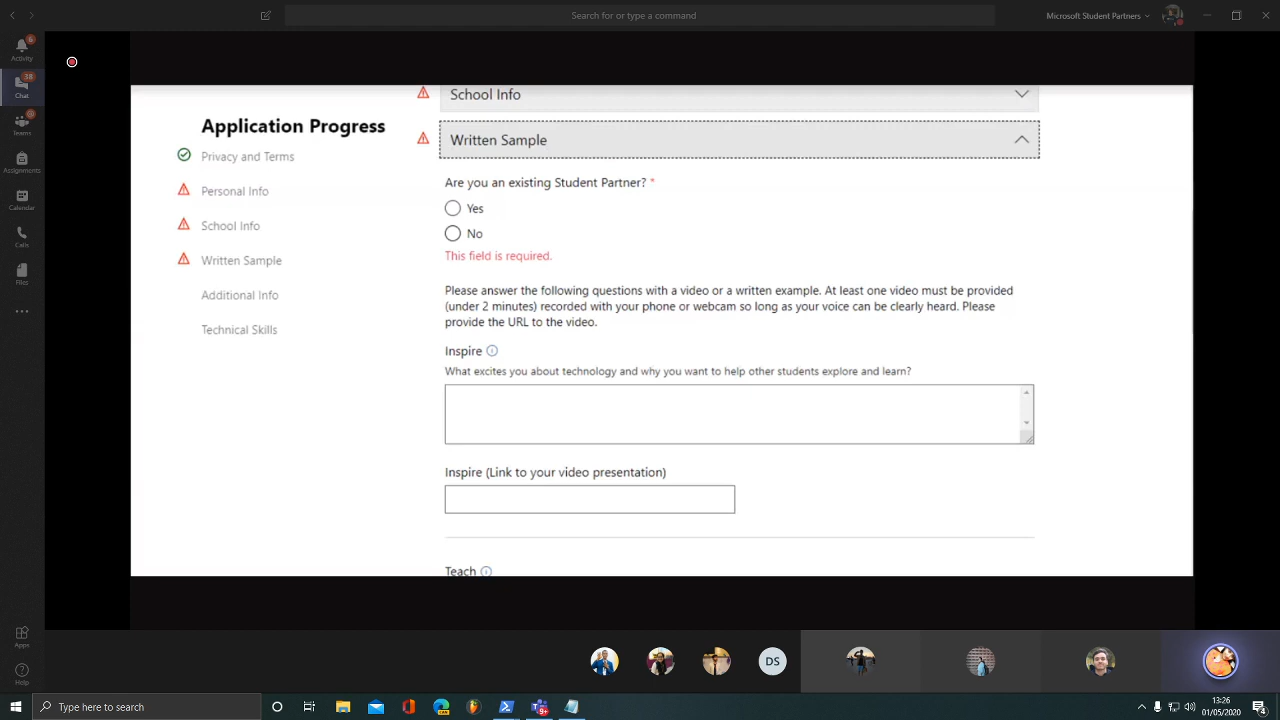 Search for or type a command
Microsoft Student Partners
Activity
6
Chat
38
Teams
Assignments
Calendar
Calls
Files
Apps
Help
Application Progress
Privacy and Terms
Personal Info
School Info
Written Sample
Additional Info
Technical Skills
School Info
Written Sample
Are you an existing Student Partner? *
Yes
No
This field is required.
Please answer the following questions with a video or a written example. At least one video must be provided
(under 2 minutes) recorded with your phone or webcam so long as your voice can be clearly heard. Please
provide the URL to the video.
Inspire
What excites you about technology and why you want to help other students explore and learn?
Inspire (Link to your video presentation)
Teach
DS
Type here to search
13:26
01/05/2020